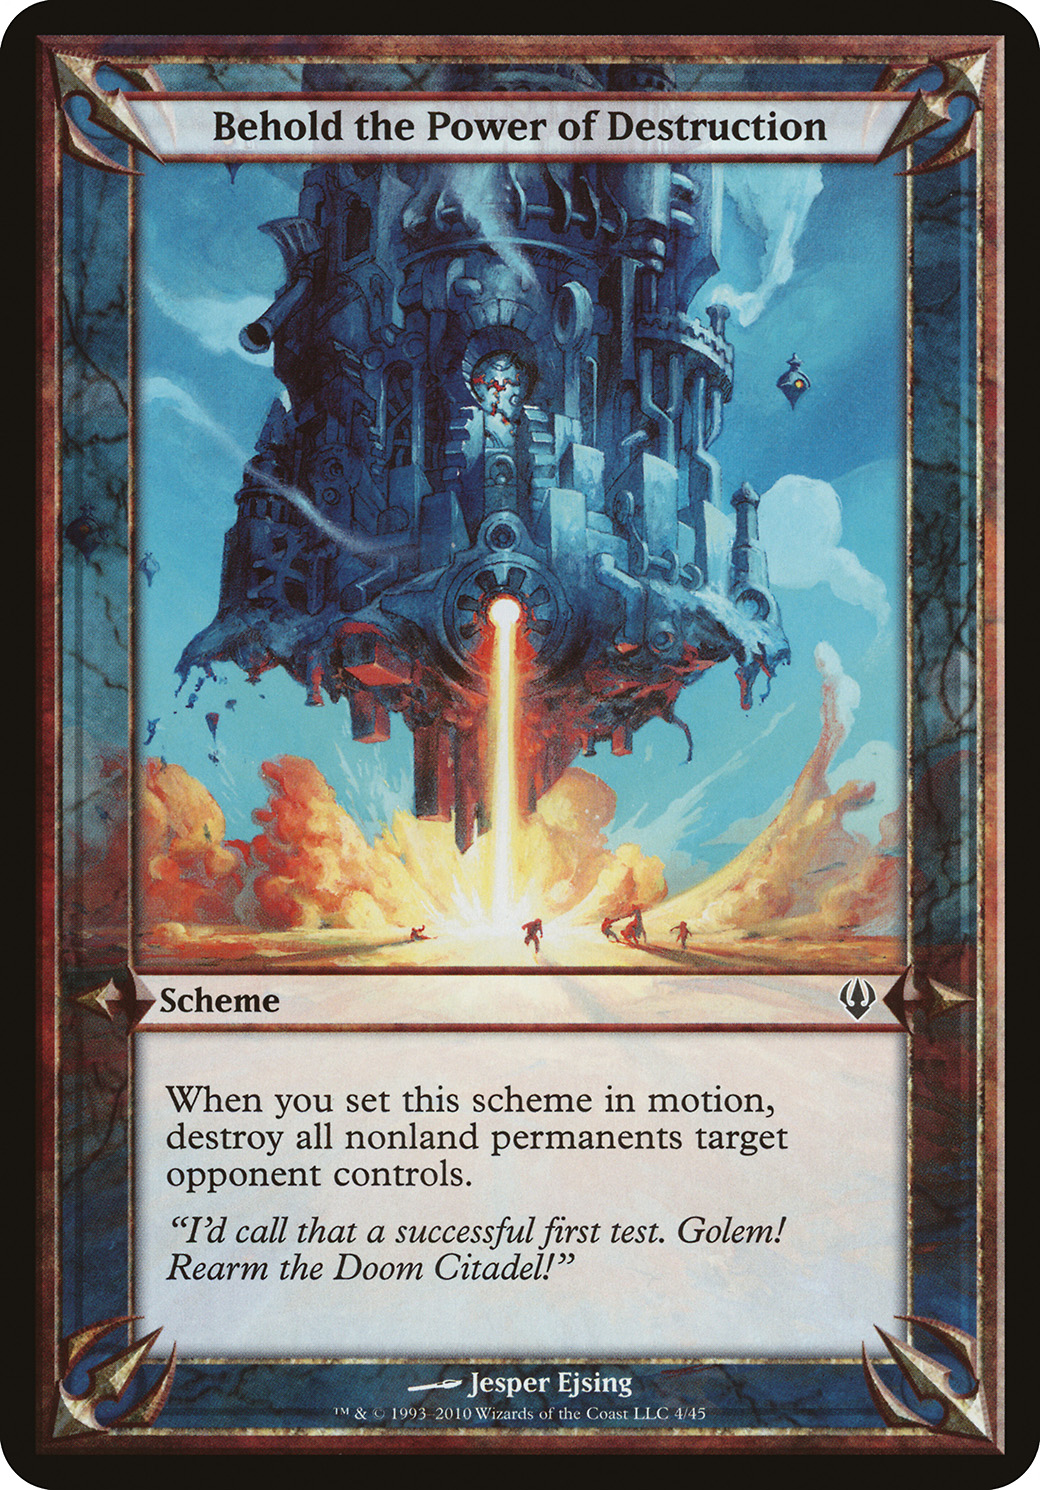 Behold the Power of Destruction
Scheme
When you set this scheme in motion,
destroy all nonland permanents target
opponent controls.
“I’d call that a successful first test. Golem!
Rearm the Doom Citadel!”
Jesper Ejsing
™ & © 1993–2010 Wizards of the Coast LLC 4/45